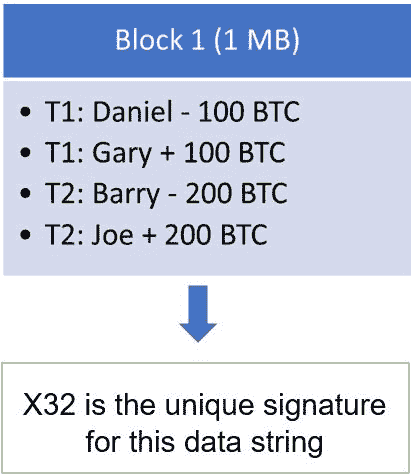 Block 1 (1 MB)
• T1: Daniel - 100 BTC
• T1: Gary + 100 BTC
• T2: Barry - 200 BTC
• T2: Joe + 200 BTC
X32 is the unique signature
for this data string